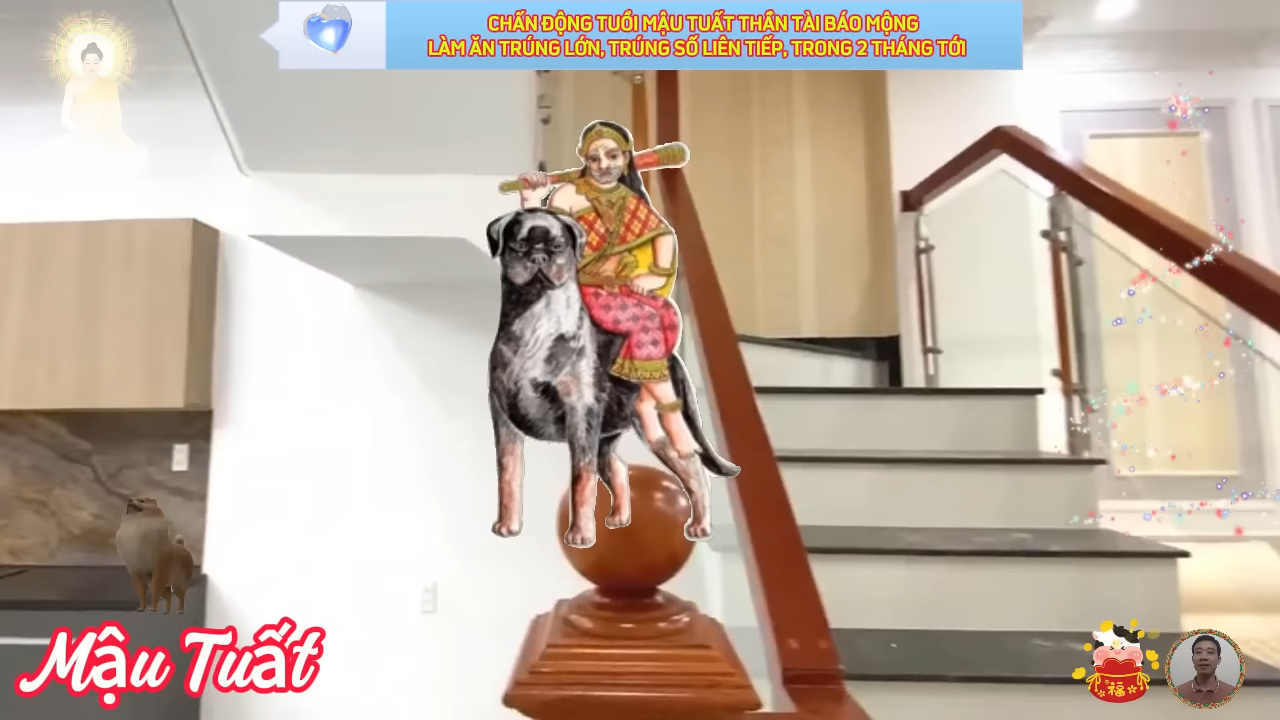 CHẤN ĐỘNG TUỔI MẬU TUẤT THẦN TÀI BÁO MỘNG
LÀM ĂN TRÚNG LỚN, TRÚNG SỐ LIÊN TIẾP, TRONG 2 THÁNG TỚI
Mậu Tuất
福